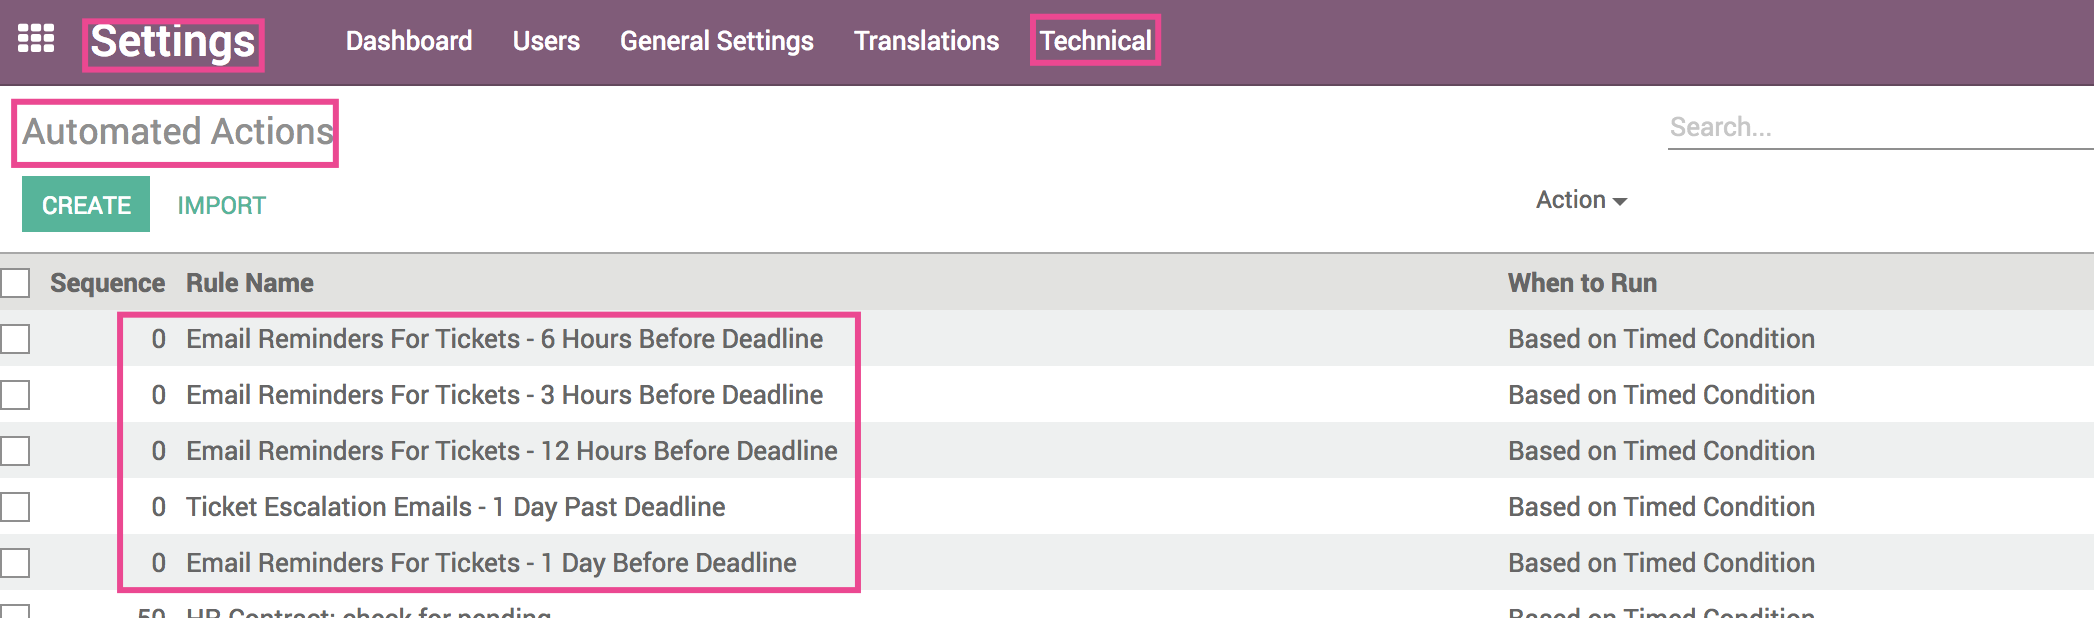 Settings Dashboard Users General Settings Translations Technical
Automated Actions
Search...
CREATE IMPORT Action
Sequence Rule Name When to Run
0 Email Reminders For Tickets - 6 Hours Before Deadline Based on Timed Condition
0 Email Reminders For Tickets - 3 Hours Before Deadline Based on Timed Condition
0 Email Reminders For Tickets - 12 Hours Before Deadline Based on Timed Condition
0 Ticket Escalation Emails - 1 Day Past Deadline Based on Timed Condition
0 Email Reminders For Tickets - 1 Day Before Deadline Based on Timed Condition
50 HR Contract: check for pending Based on Timed Condition